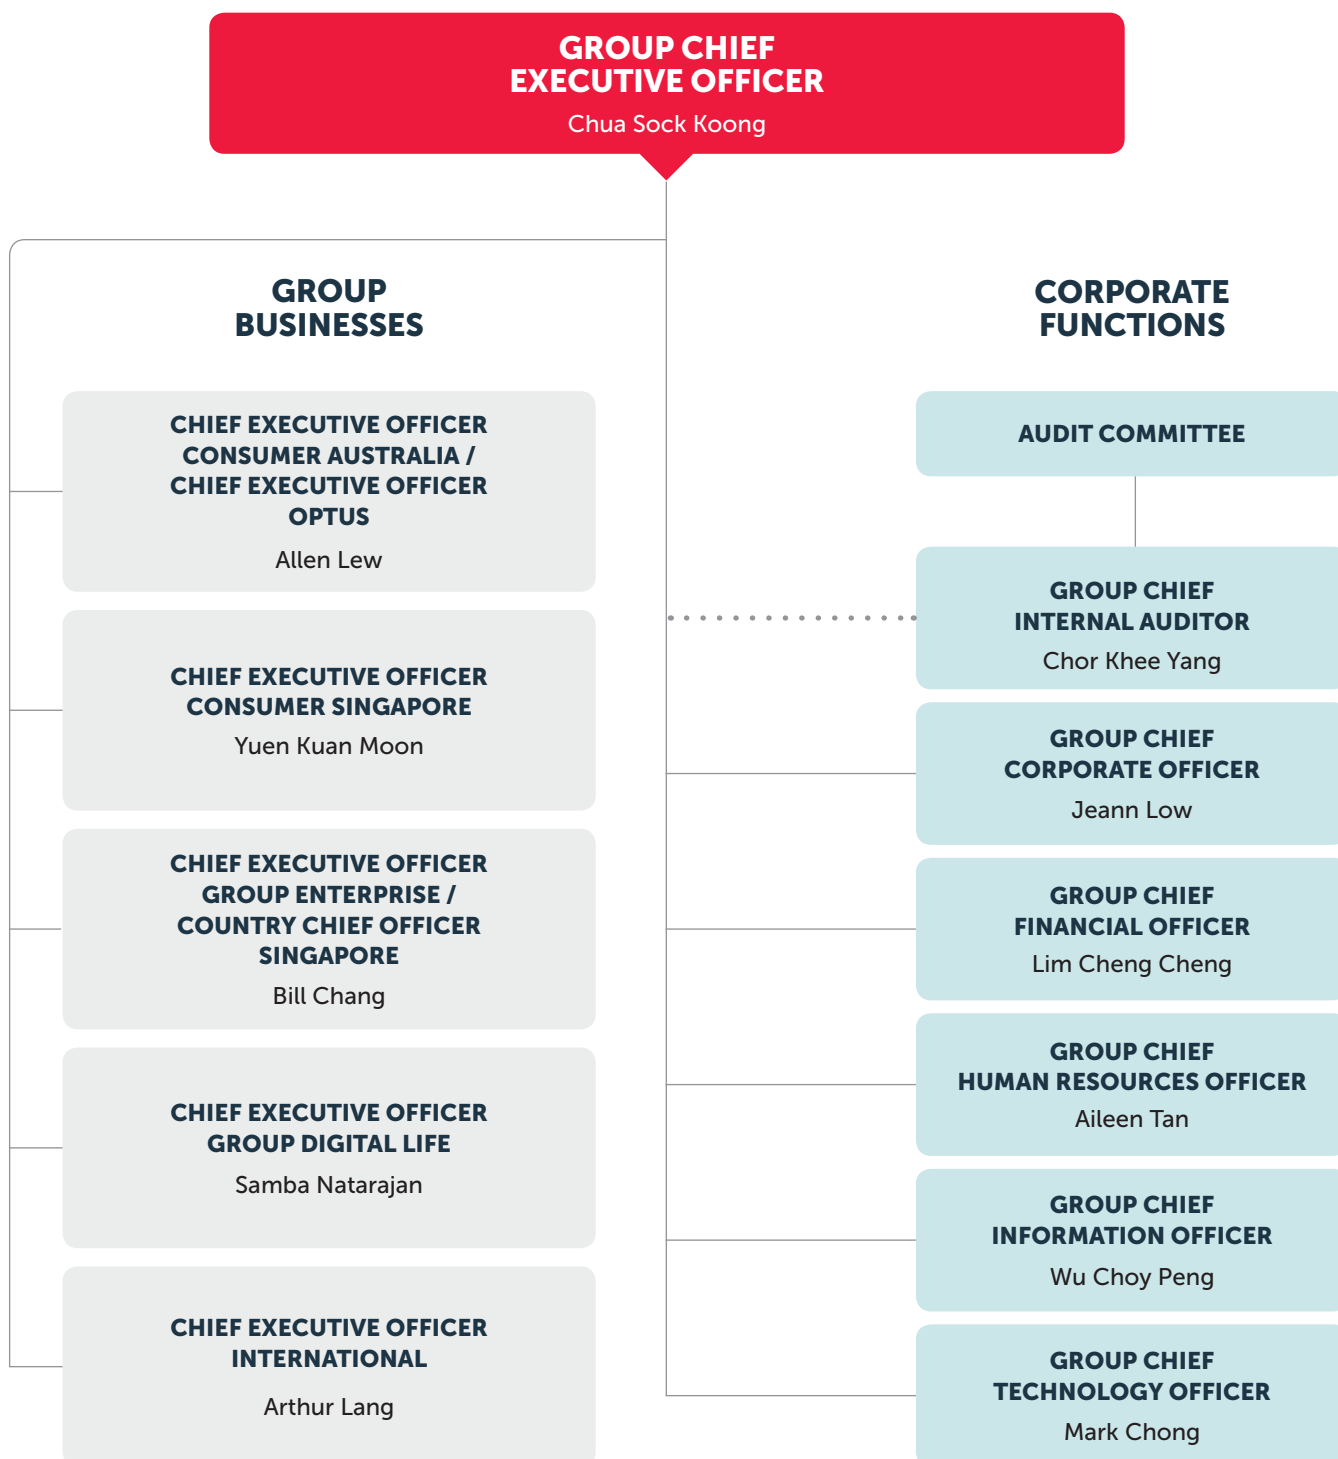 GROUP CHIEF
EXECUTIVE OFFICER
Chua Sock Koong
GROUP
BUSINESSES
CHIEF EXECUTIVE OFFICER
CONSUMER AUSTRALIA /
CHIEF EXECUTIVE OFFICER
OPTUS
Allen Lew
CHIEF EXECUTIVE OFFICER
CONSUMER SINGAPORE
Yuen Kuan Moon
CHIEF EXECUTIVE OFFICER
GROUP ENTERPRISE /
COUNTRY CHIEF OFFICER
SINGAPORE
Bill Chang
CHIEF EXECUTIVE OFFICER
GROUP DIGITAL LIFE
Samba Natarajan
CHIEF EXECUTIVE OFFICER
INTERNATIONAL
Arthur Lang
CORPORATE
FUNCTIONS
AUDIT COMMITTEE
GROUP CHIEF
INTERNAL AUDITOR
Chor Khee Yang
GROUP CHIEF
CORPORATE OFFICER
Jeann Low
GROUP CHIEF
FINANCIAL OFFICER
Lim Cheng Cheng
GROUP CHIEF
HUMAN RESOURCES OFFICER
Aileen Tan
GROUP CHIEF
INFORMATION OFFICER
Wu Choy Peng
GROUP CHIEF
TECHNOLOGY OFFICER
Mark Chong